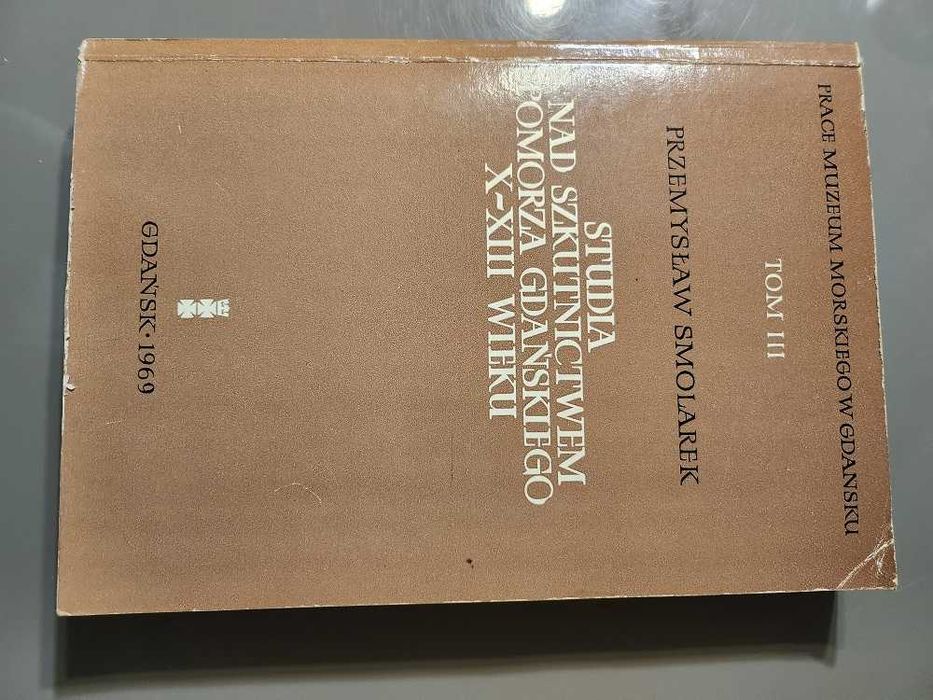 PRACE MUZEUM MORSKIEGO W GDAŃSKU
TOM III
PRZEMYSŁAW SMOLAREK
STUDIA
NAD SZKUTNICTWEM
POMORZA GDAŃSKIEGO
X-XIII WIEKU
GDAŃSK · 1969